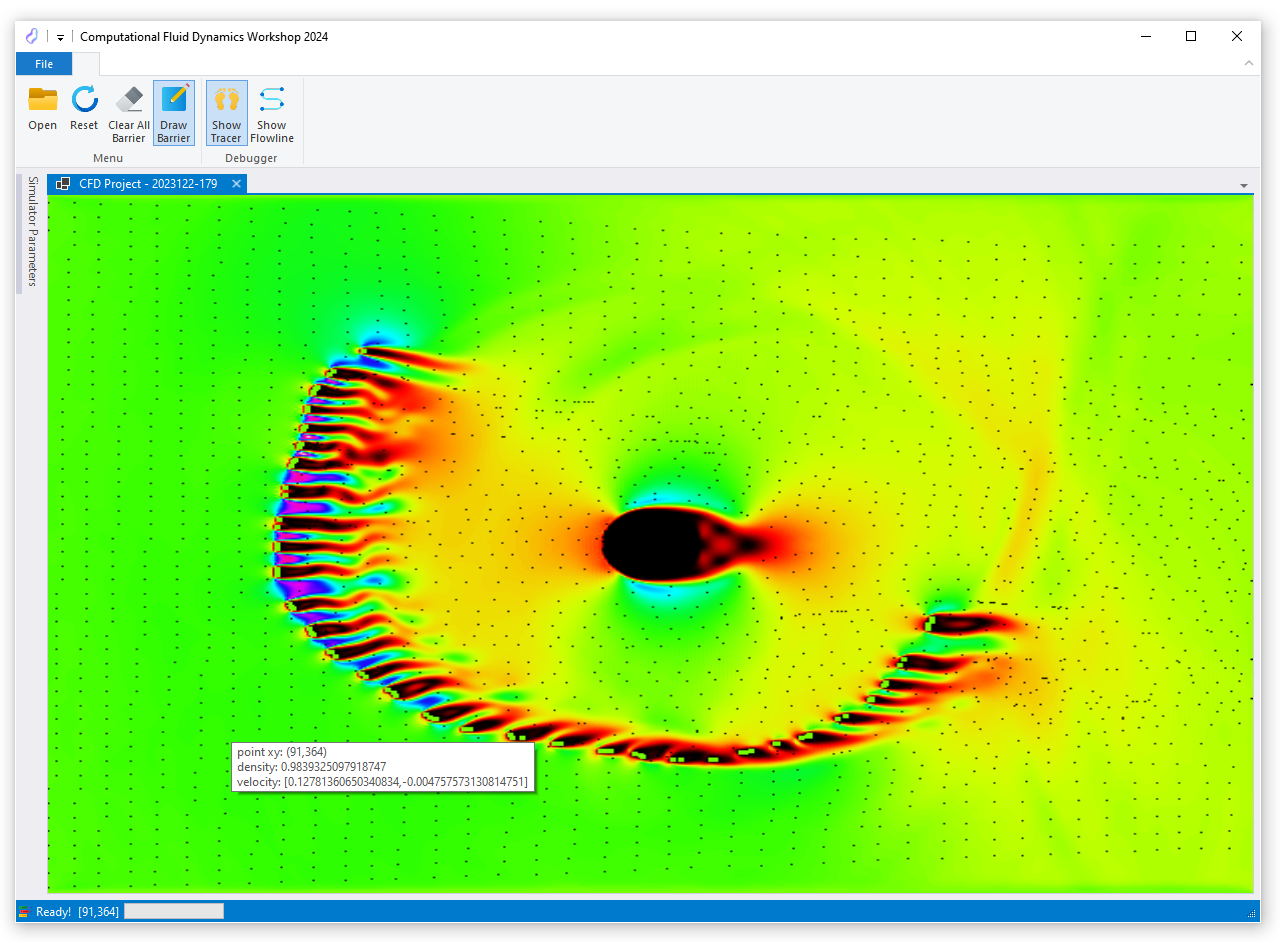 Computational Fluid Dynamics Workshop 2024
File
Open
Reset
Clear All
Barrier
Draw
Barrier
Show
Tracer
Show
Flowline
Menu
Debugger
Simulator Parameters
CFD Project - 2023122-179
point xy: (91,364)
density: 0.9839325097918747
velocity: [0.12781360650340834,-0.004757573130814751]
Ready! [91,364]